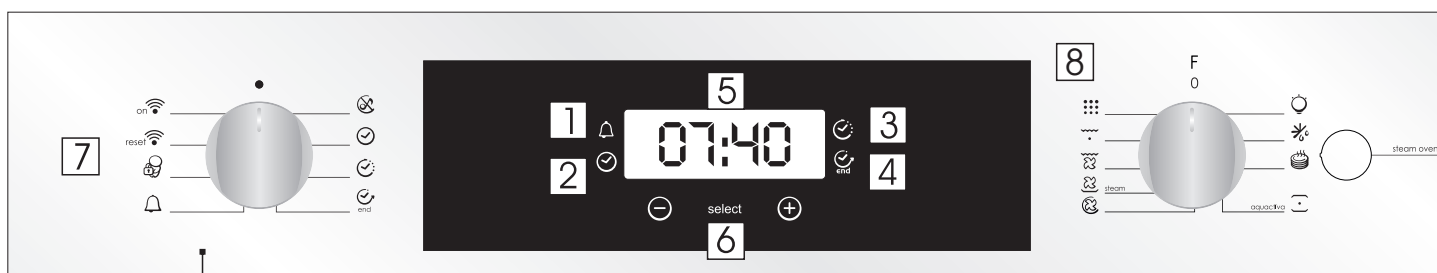 7
on
reset
end
1
2
5
07:40
3
4
end
select
6
8
F
0
steam
aquactiva
steam oven